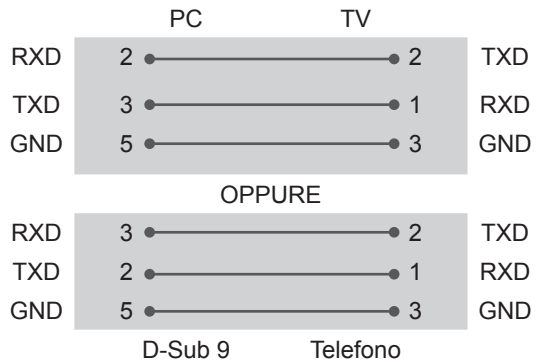 PC TV
RXD 2 2 TXD
TXD 3 1 RXD
GND 5 3 GND
OPPURE
RXD 3 2 TXD
TXD 2 1 RXD
GND 5 3 GND
D-Sub 9 Telefono